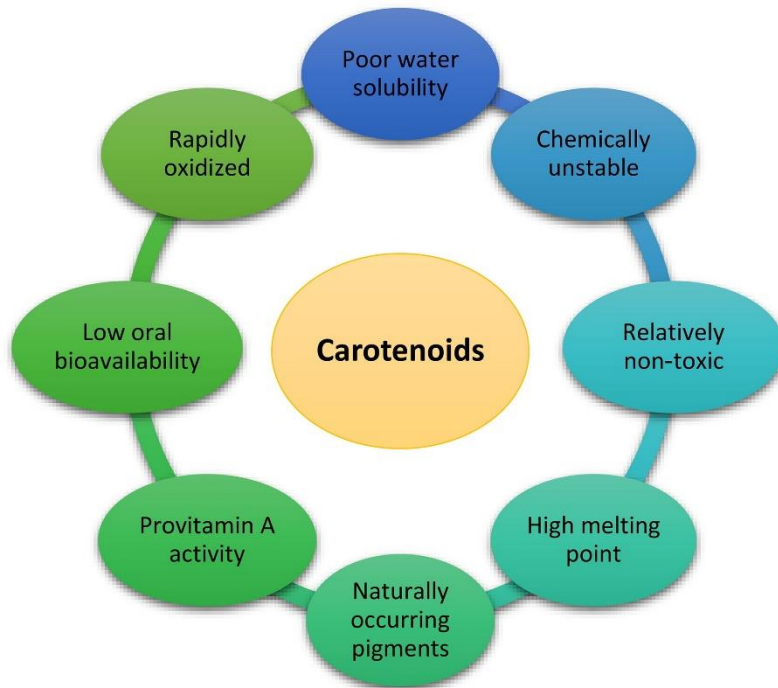 Poor water
solubility
Chemically
unstable
Relatively
non-toxic
High melting
point
Naturally
occurring
pigments
Provitamin A
activity
Low oral
bioavailability
Rapidly
oxidized
Carotenoids